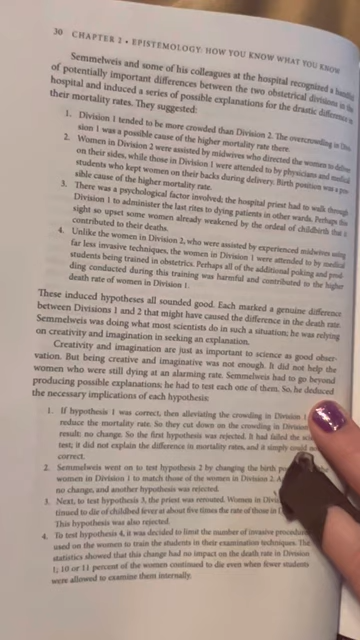 30 CHAPTER 2 • EPISTEMOLOGY: HOW YOU KNOW WHAT YOU KNOW
Semmelweis and some of his colleagues at the hospital recognized a
of potentially important differences between the two obstetrical divisions in the
hospital and induced a series of possible explanations for the drastic difference in
their mortality rates. They suggested:
1. Division 1 tended to be more crowded than Division 2. The overcrowding in Divi-
sion 1 was a possible cause of the higher mortality rate there.
2. Women in Division 2 were assisted by midwives who directed the women to deliver
on their sides, while those in Division 1 were attended to by physicians and medical
students who kept women on their backs during delivery. Birth position was a pos-
sible cause of the higher mortality rate.
3. There was a psychological factor involved; the hospital priest had to walk through
Division 1 to administer the last rites to dying patients in other wards. Perhaps this
sight so upset some women already weakened by the ordeal of childbirth that it
contributed to their deaths.
4. Unlike the women in Division 2, who were assisted by experienced midwives using
far less invasive techniques, the women in Division 1 were attended to by medical
students being trained in obstetrics. Perhaps all of the additional poking and prod-
ding conducted during this training was harmful and contributed to the higher
death rate of women in Division 1.
These induced hypotheses all sounded good. Each marked a genuine difference
between Divisions 1 and 2 that might have caused the difference in the death rate.
Semmelweis was doing what most scientists do in such a situation; he was relying
on creativity and imagination in seeking an explanation.
Creativity and imagination are just as important to science as good obser-
vation. But being creative and imaginative was not enough. It did not help the
women who were still dying at an alarming rate. Semmelweis had to go beyond
producing possible explanations; he had to test each one of them. So, he deduced
the necessary implications of each hypothesis:
1. If hypothesis 1 was correct, then alleviating the crowding in Division 1
reduce the mortality rate. So they cut down on the crowding in Division
result: no change. So the first hypothesis was rejected. It had failed the
test; it did not explain the difference in mortality rates, and it simply could not
correct.
2. Semmelweis went on to test hypothesis 2 by changing the birth the
women in Division 1 to match those of the women in Division 2.
no change, and another hypothesis was rejected.
3. Next, to test hypothesis 3, the priest was rerouted. Women in
tinued to die of childbed fever at about five times the rate of those in
This hypothesis was also rejected.
4. To test hypothesis 4, it was decided to limit the number of invasive procedures
used on the women to train the students in their examination techniques. The
statistics showed that this change had no impact on the death rate in Division
1; 10 or 11 percent of the women continued to die even when fewer students
were allowed to examine them internally.